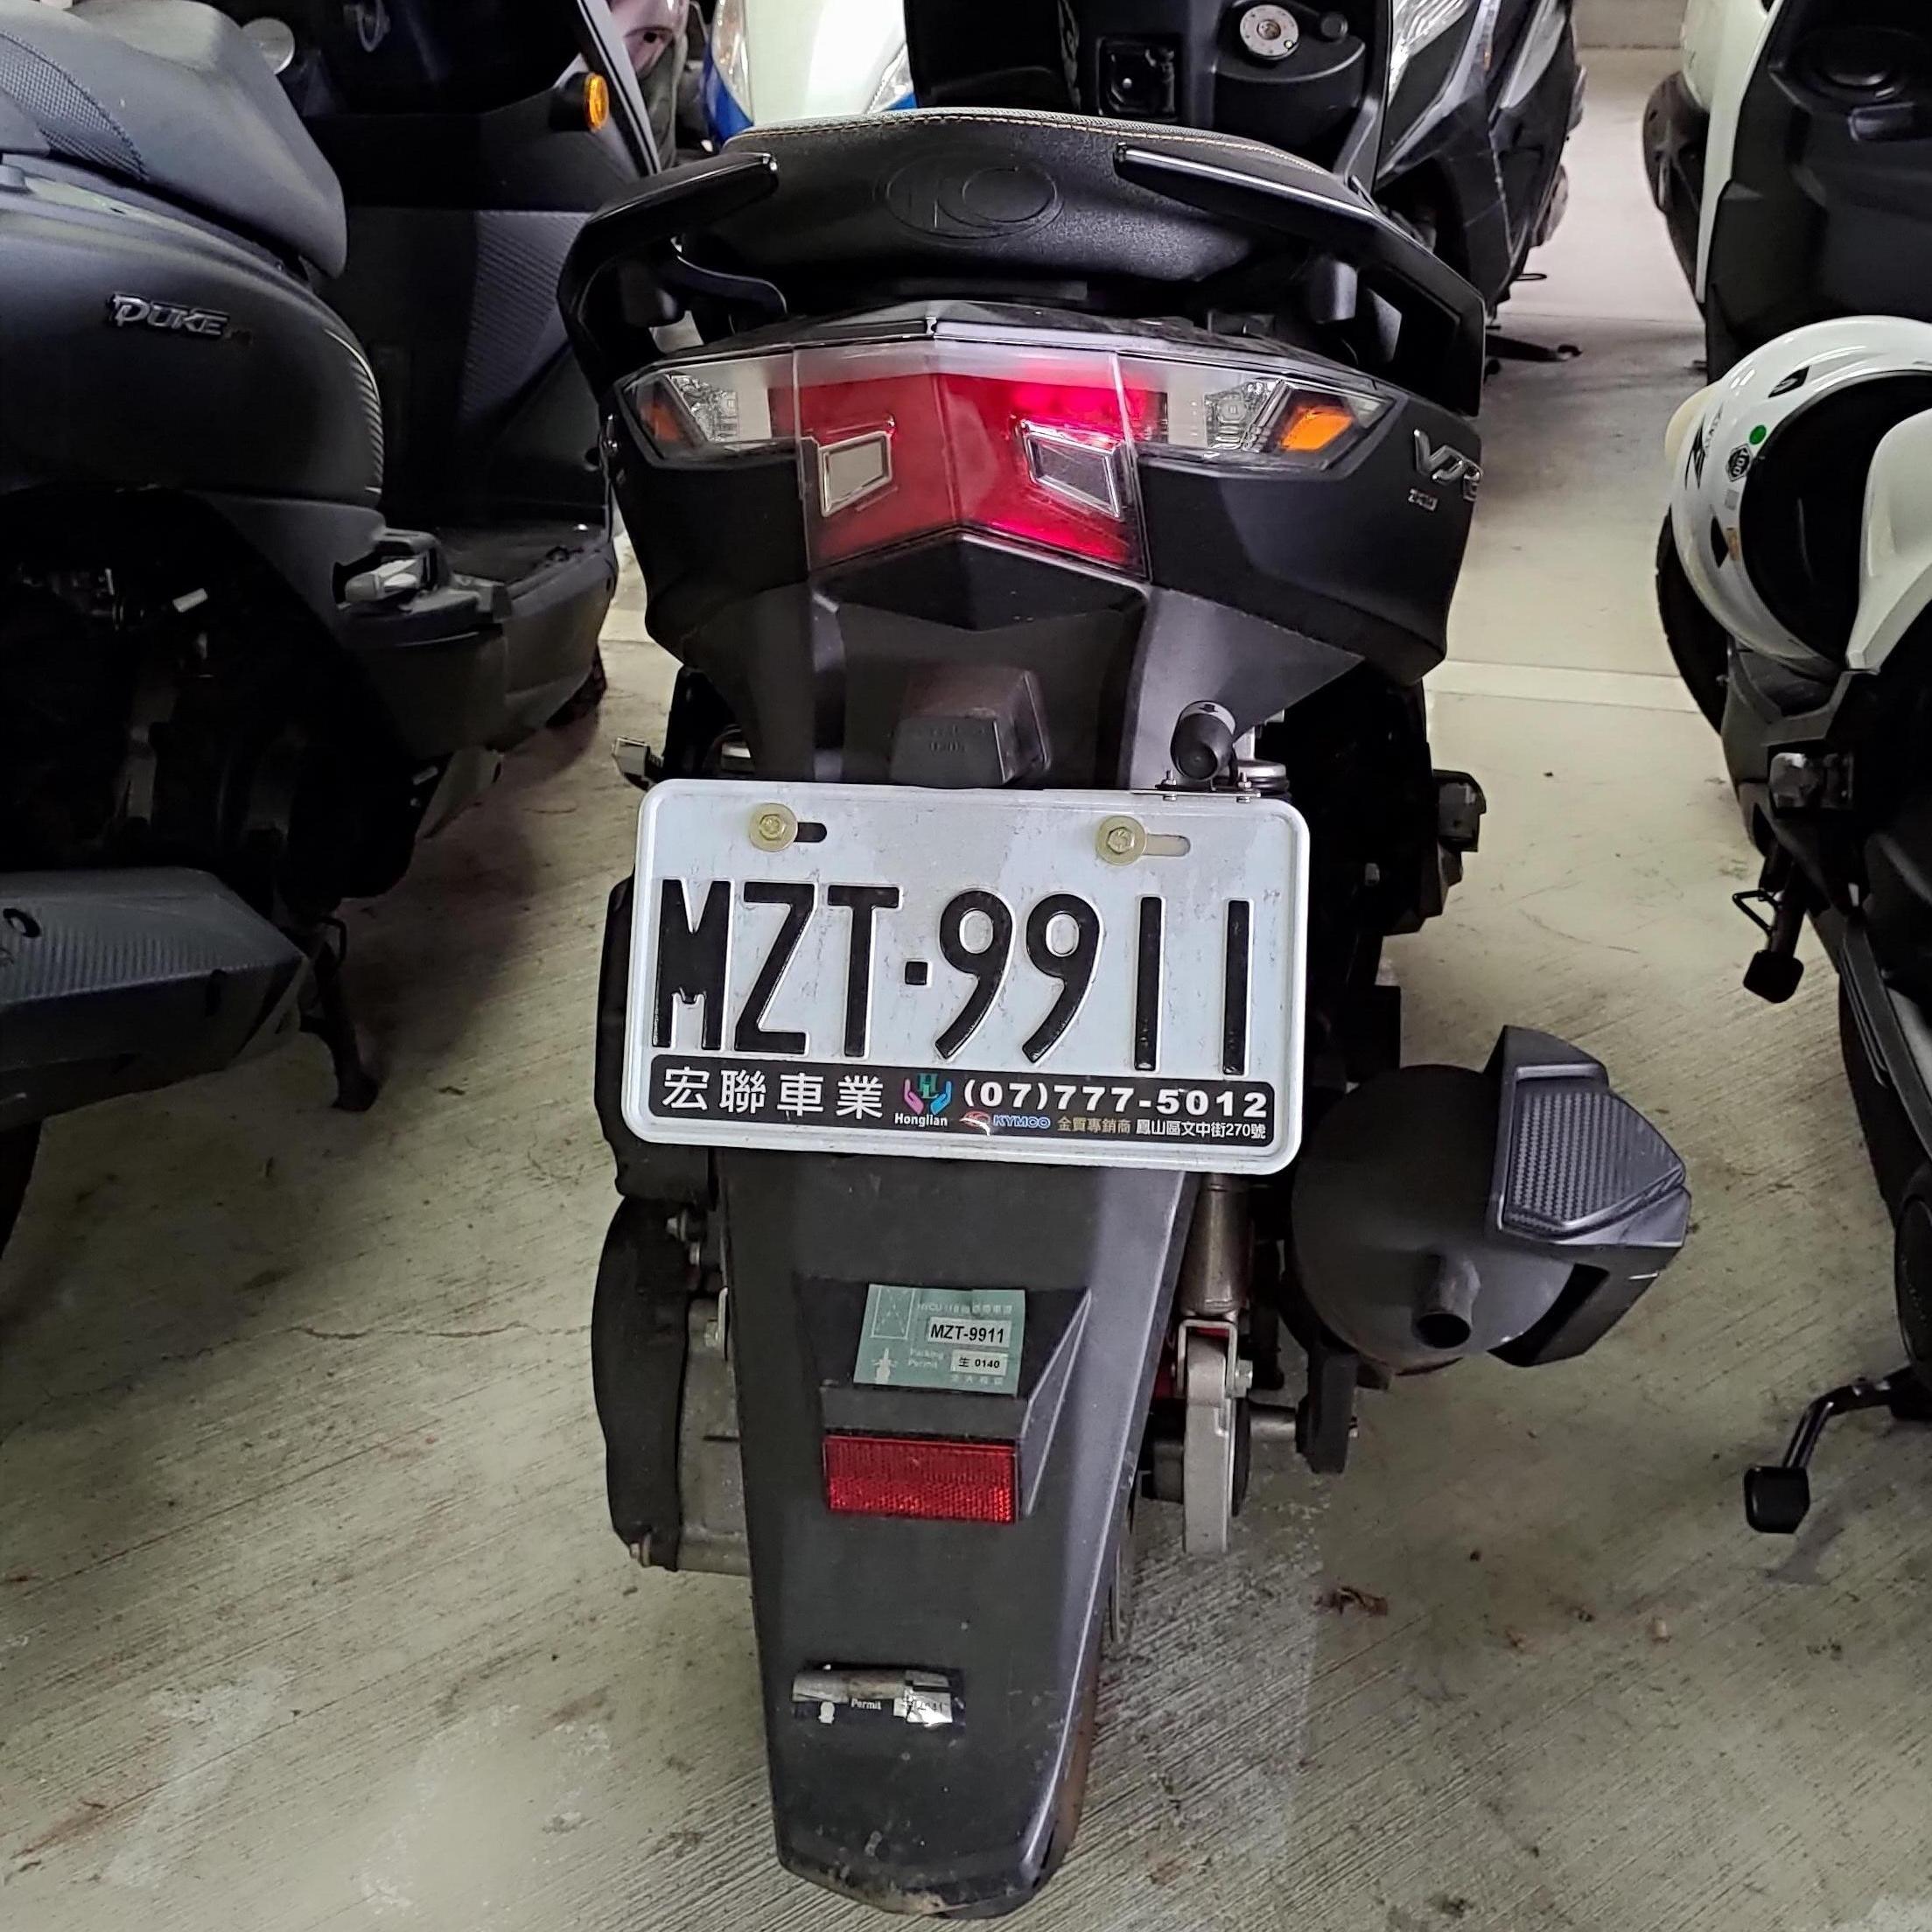 DUKE
MZT-9911
宏聯車業 HL Honglian (07)777-5012
KYMCO 金質專銷商 鳳山區文中街270號
MZT-9911
Parking
Permit
生 0140
Permit